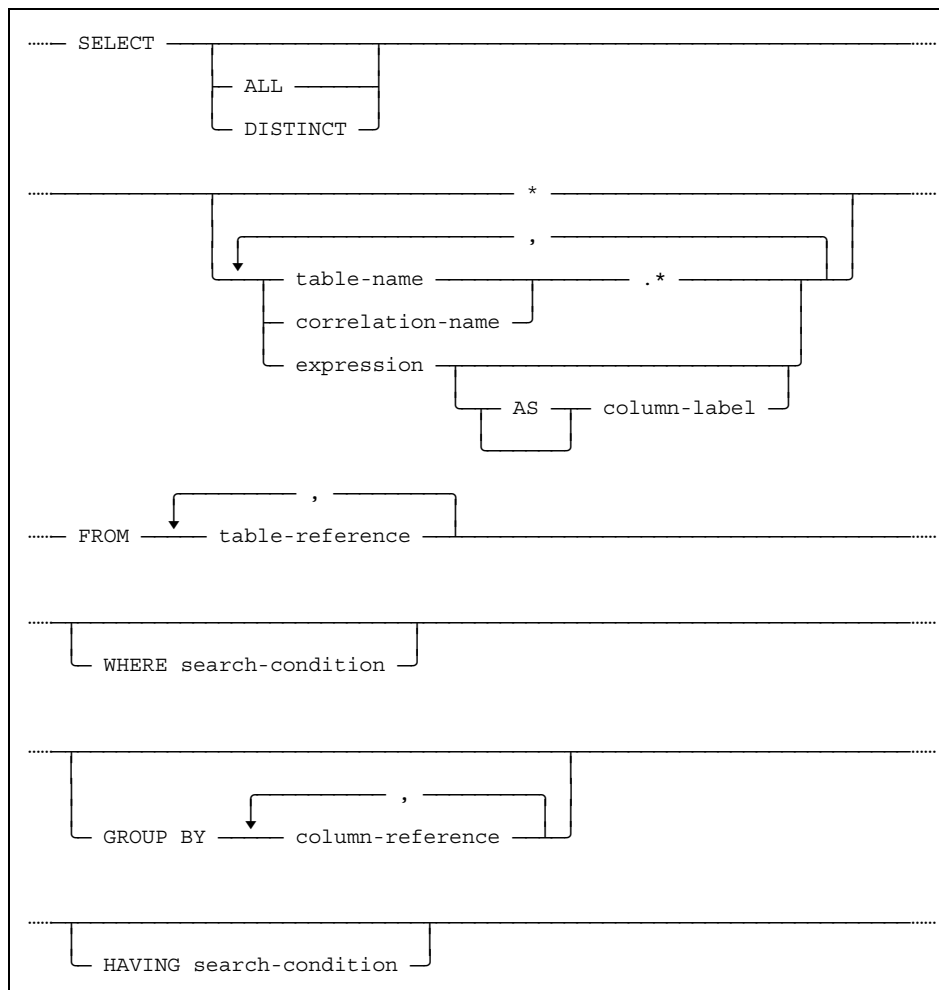 SELECT
ALL
DISTINCT
*
,
table-name .*
correlation-name
expression
AS column-label
,
FROM table-reference
WHERE search-condition
,
GROUP BY column-reference
HAVING search-condition